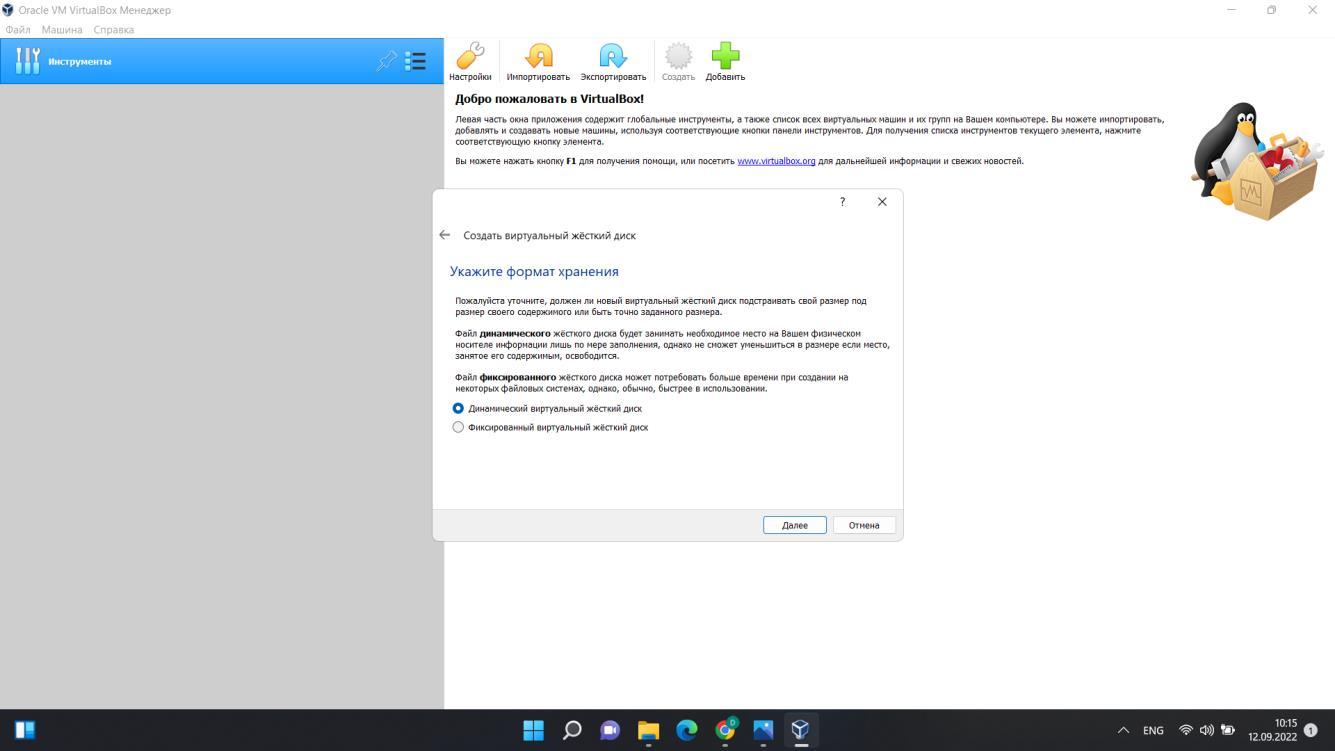 Oracle VM VirtualBox Менеджер
Файл Машина Справка
Инструменты
Настройки Импортировать Экспортировать Создать Добавить
Добро пожаловать в VirtualBox!
Левая часть окна приложения содержит глобальные инструменты, а также список всех виртуальных машин и их групп на Вашем компьютере. Вы можете импортировать,
добавлять и создавать новые машины, используя соответствующие кнопки панели инструментов. Для получения списка инструментов текущего элемента, нажмите
соответствующую кнопку элемента.
Вы можете нажать кнопку F1 для получения помощи, или посетить www.virtualbox.org для дальнейшей информации и свежих новостей.
?
Создать виртуальный жёсткий диск
Укажите формат хранения
Пожалуйста уточните, должен ли новый виртуальный жёсткий диск подстраивать свой размер под
размер своего содержимого или быть точно заданного размера.
Файл динамического жёсткого диска будет занимать необходимое место на Вашем физическом
носителе информации лишь по мере заполнения, однако не сможет уменьшиться в размере если место,
занятое его содержимым, освободится.
Файл фиксированного жёсткого диска может потребовать больше времени при создании на
некоторых файловых системах, однако, обычно, быстрее в использовании.
Динамический виртуальный жёсткий диск
Фиксированный виртуальный жёсткий диск
Далее Отмена
D
ENG
10:15
12.09.2022
1